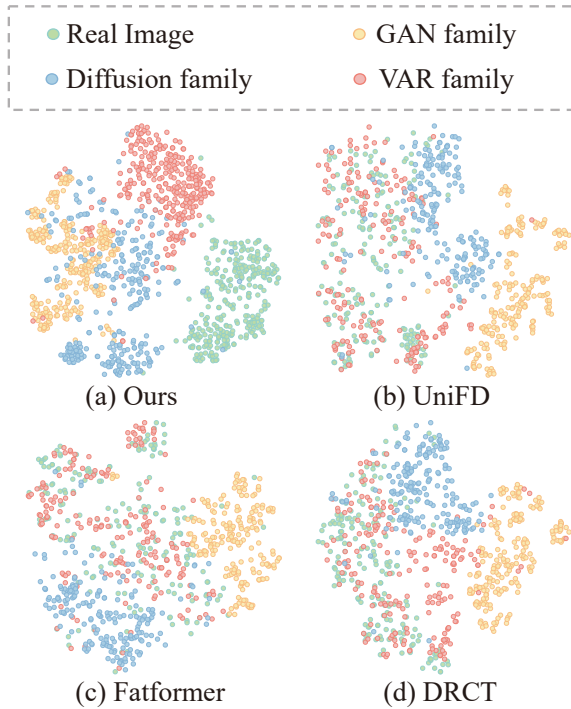 Real Image
GAN family
Diffusion family
VAR family
(a) Ours
(b) UniFD
(c) Fatformer
(d) DRCT